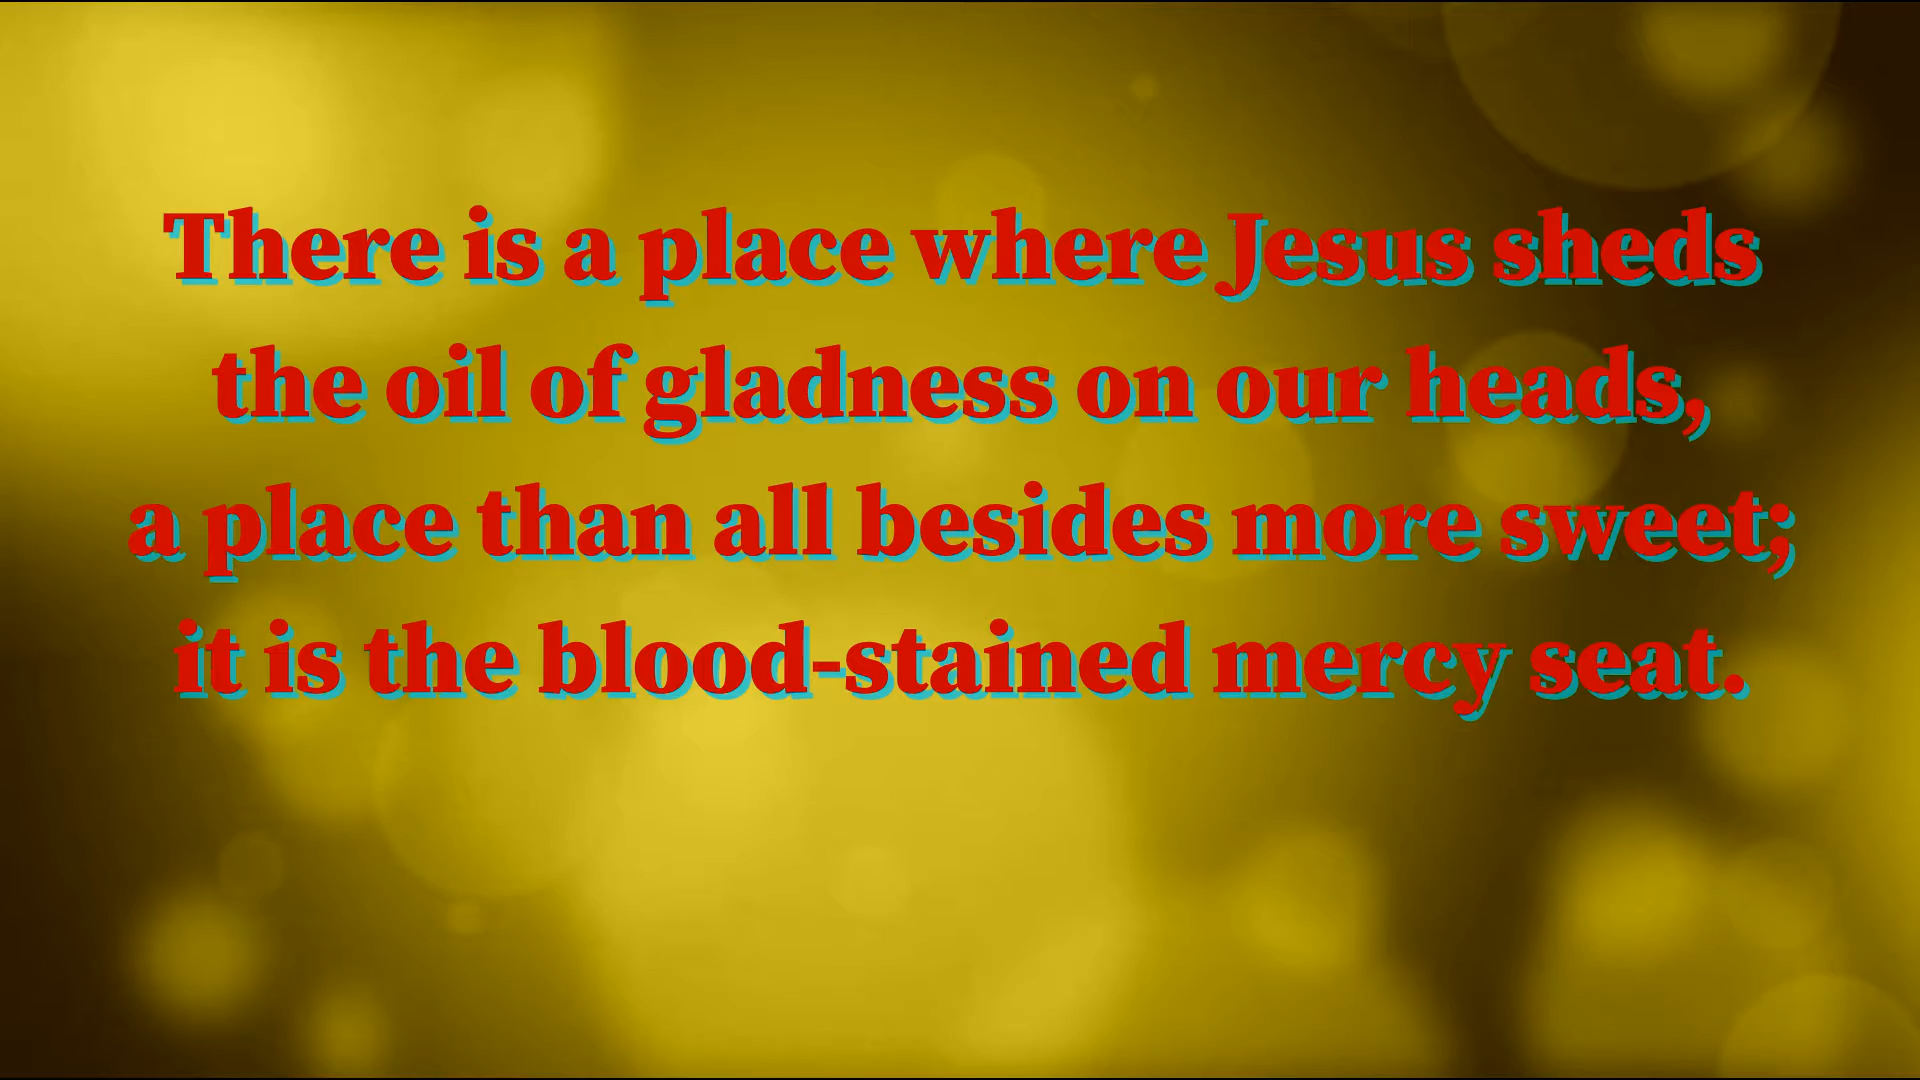 There is a place where Jesus sheds
the oil of gladness on our heads,
a place than all besides more sweet;
it is the blood-stained mercy seat.